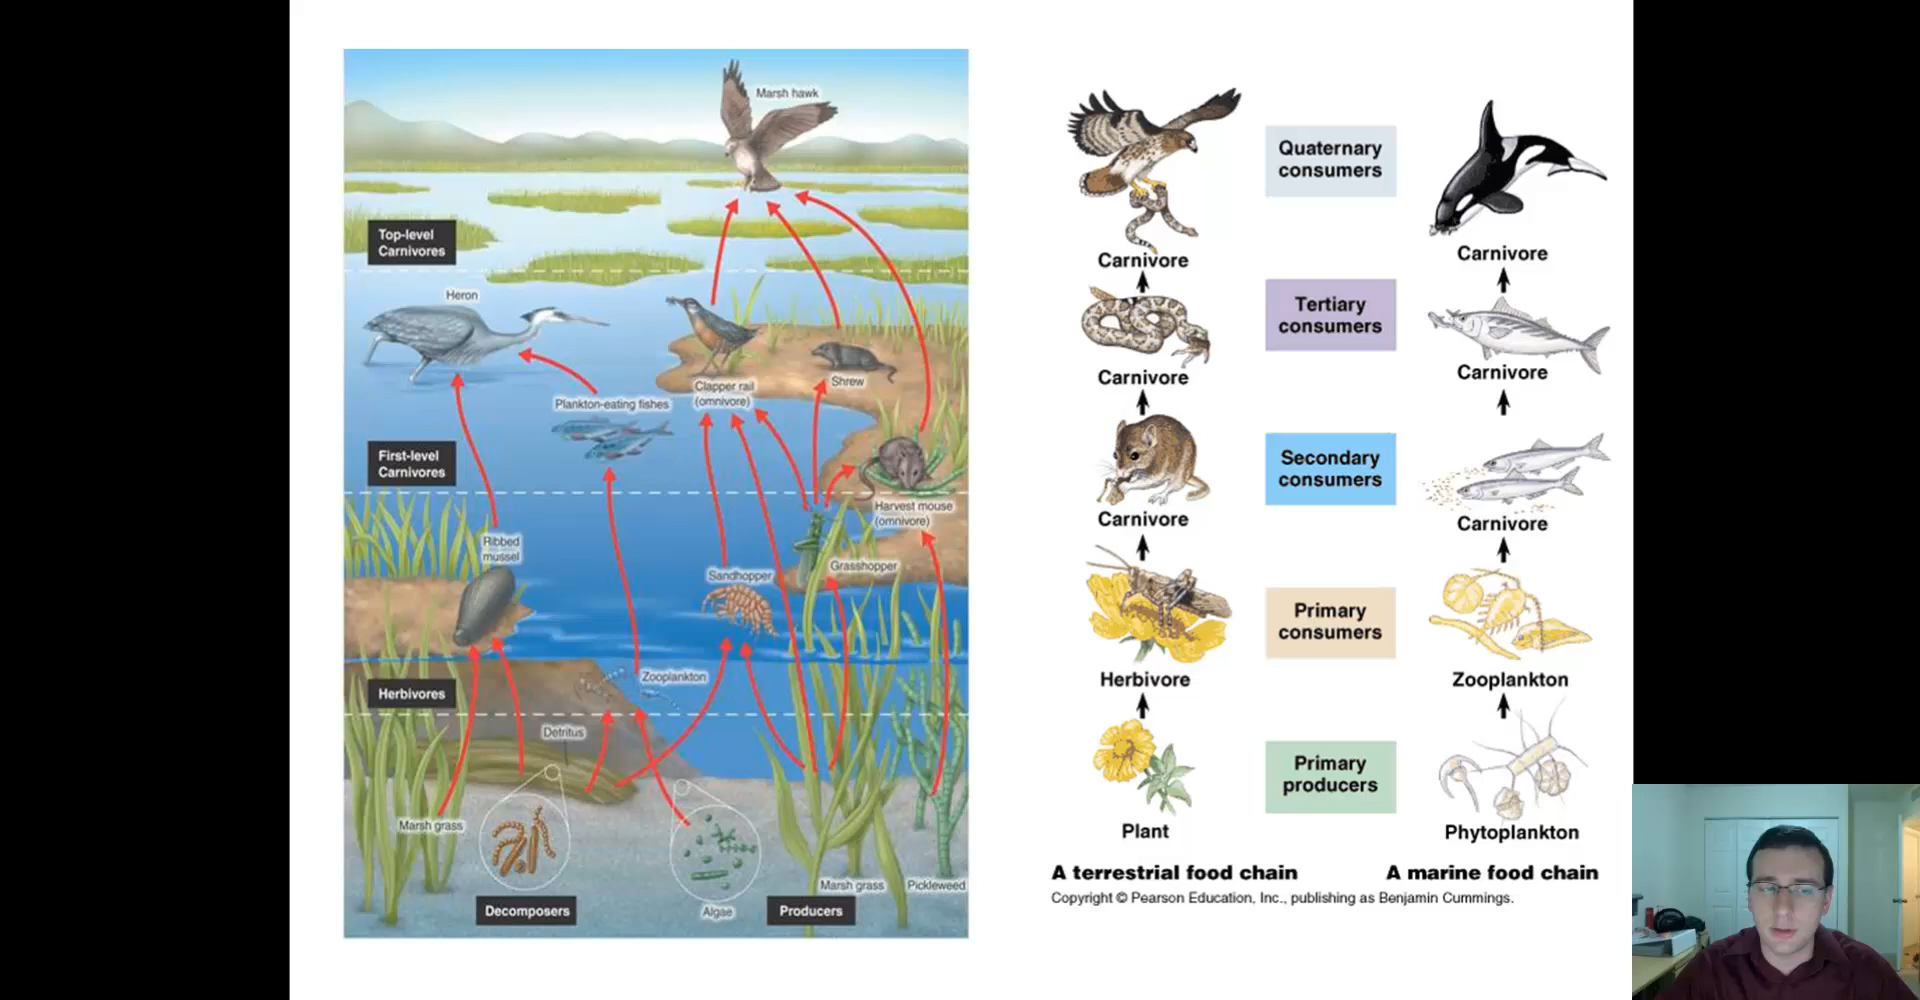 Marsh hawk
Top-level
Carnivores
Heron
Clapper rail
(omnivore)
Shrew
Plankton-eating fishes
First-level
Carnivores
Harvest mouse
(omnivore)
Ribbed
mussel
Sandhopper
Grasshopper
Herbivores
Zooplankton
Detritus
Marsh grass
Marsh grass
Pickleweed
Decomposers
Algae
Producers
Quaternary
consumers
Carnivore
Carnivore
Tertiary
consumers
Carnivore
Carnivore
Secondary
consumers
Carnivore
Carnivore
Primary
consumers
Herbivore
Zooplankton
Primary
producers
Plant
Phytoplankton
A terrestrial food chain
A marine food chain
Copyright © Pearson Education, Inc., publishing as Benjamin Cummings.